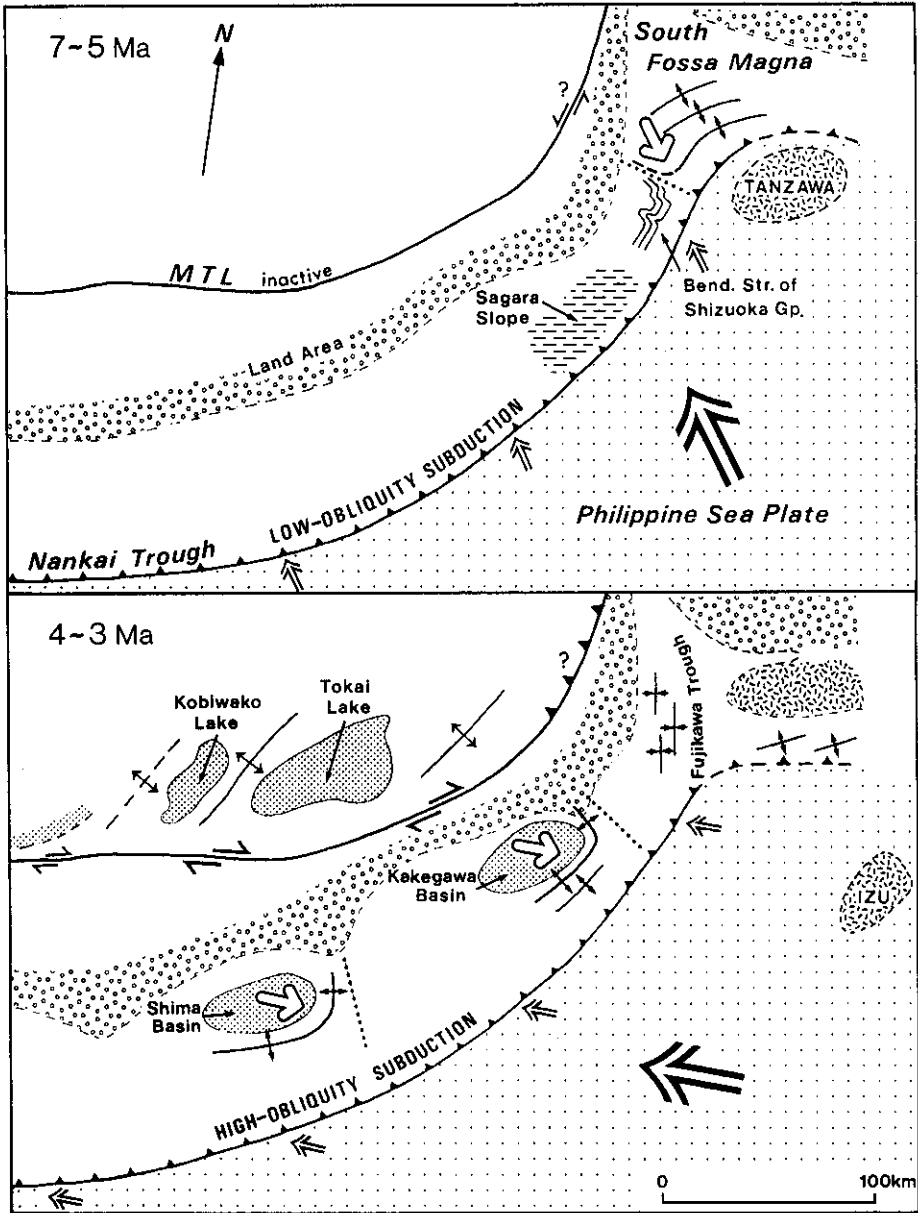 7~5 Ma
N
South
Fossa Magna
?
TANZAWA
MTL inactive
Sagara
Slope
Bend. Str. of
Shizuoka Gp.
Land Area
LOW-OBLIQUITY SUBDUCTION
Philippine Sea Plate
Nankai Trough
4~3 Ma
?
Kobiwako
Lake
Tokai
Lake
Fujikawa Trough
Kakegawa
Basin
IZU
Shima
Basin
HIGH-OBLIQUITY SUBDUCTION
0 100km